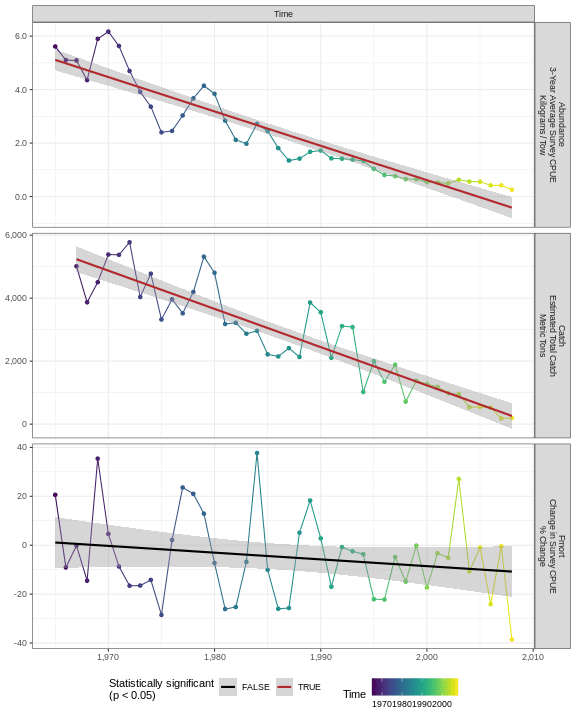 Time
6.0
4.0
2.0
0.0
Abundance
3-Year Average Survey CPUE
Kilograms / Tow
6,000
4,000
2,000
0
Catch
Estimated Total Catch
Metric Tons
40
20
0
-20
-40
Fmort
Change in Survey CPUE
% Change
1,970
1,980
1,990
2,000
2,010
Statistically significant
(p < 0.05)
FALSE
TRUE
Time
1970198019902000